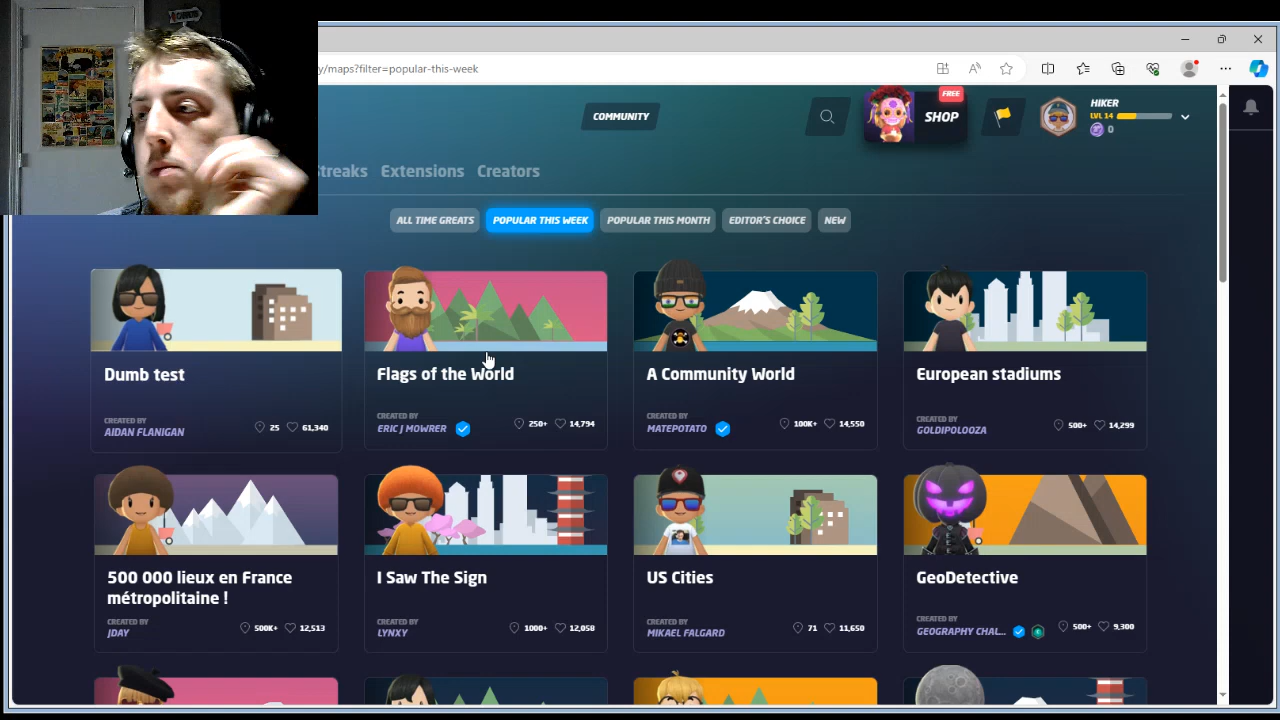 y/maps?filter=popular-this-week
COMMUNITY
FREE
SHOP
HIKER
LVL 14
0
Streaks Extensions Creators
ALL TIME GREATS
POPULAR THIS WEEK
POPULAR THIS MONTH
EDITOR'S CHOICE
NEW
Dumb test
CREATED BY
AIDAN FLANIGAN
25 61,340
Flags of the World
CREATED BY
ERIC J MOWRER
250+ 14,794
A Community World
CREATED BY
MATEPOTATO
100K+ 14,550
European stadiums
CREATED BY
GOLDIPOLOOZA
500+ 14,299
500 000 lieux en France
métropolitaine !
CREATED BY
JDAY
500K+ 12,513
I Saw The Sign
CREATED BY
LYNXY
1000+ 12,058
US Cities
CREATED BY
MIKAEL FALGARD
71 11,650
GeoDetective
CREATED BY
GEOGRAPHY CHAL...
500+ 9,300